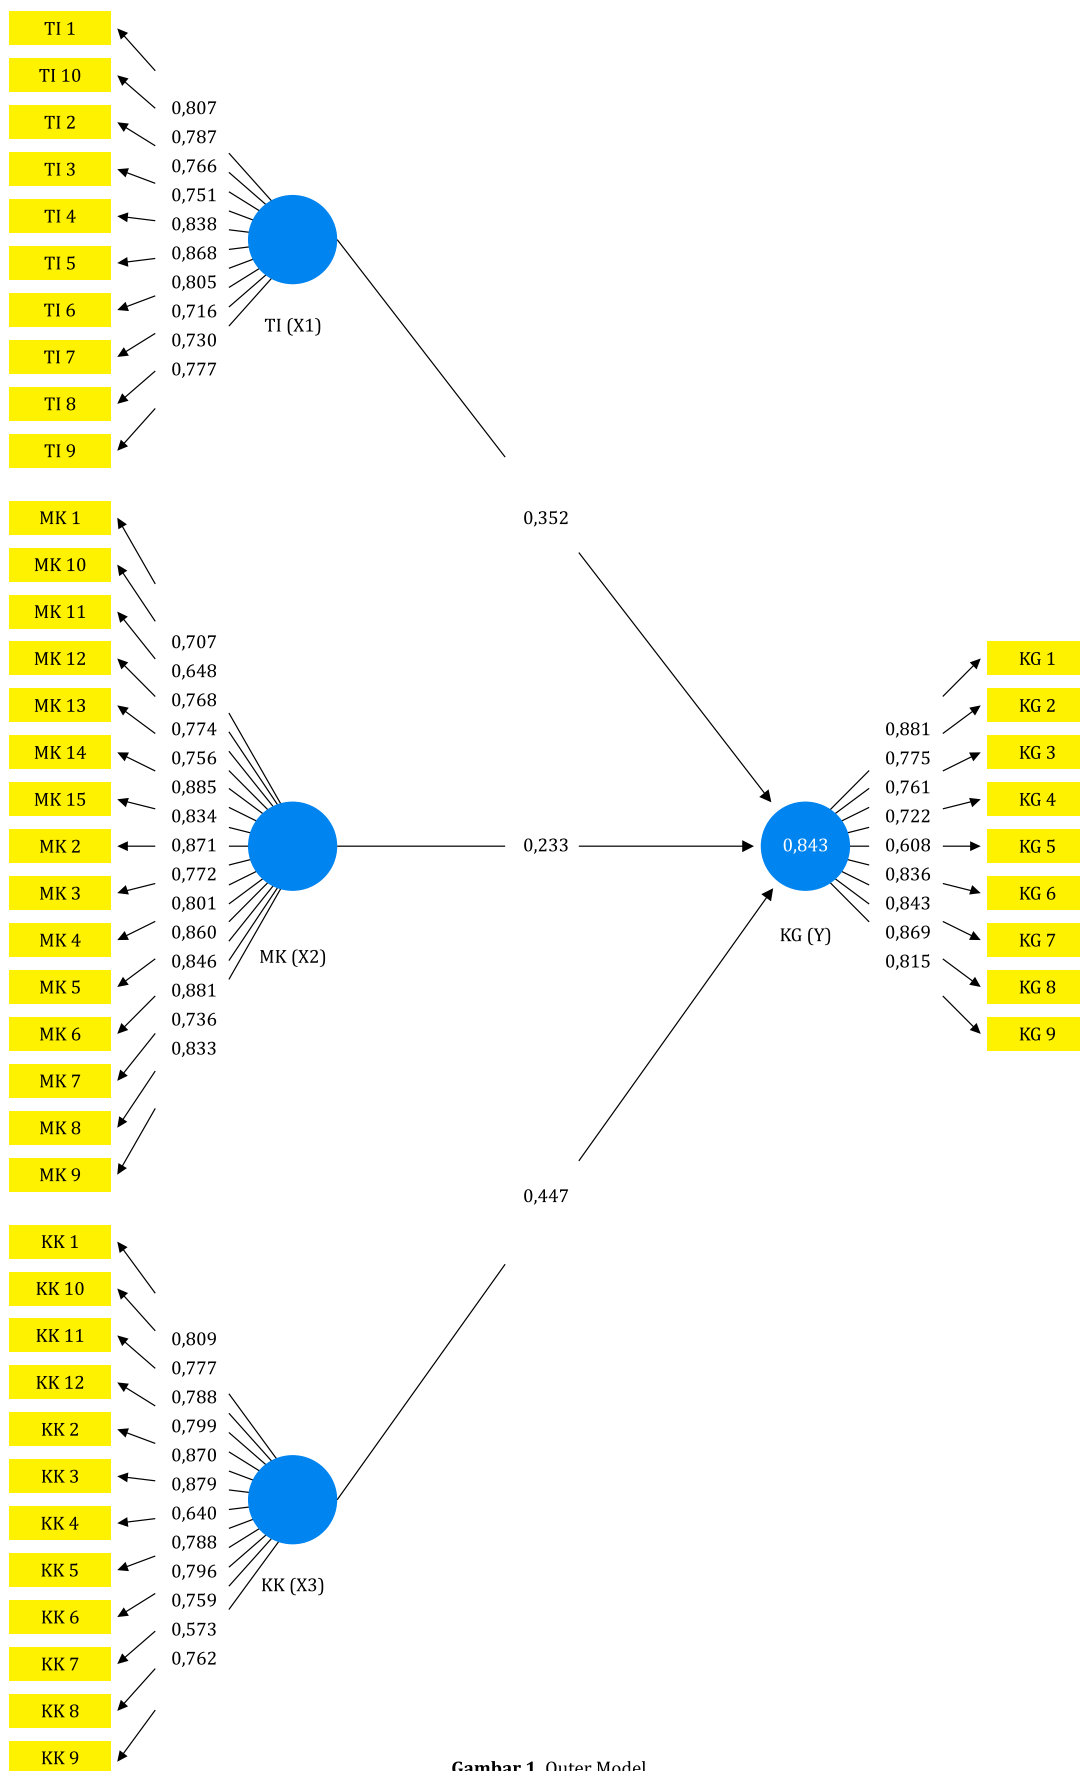 TI 1
TI 10
TI 2
TI 3
TI 4
TI 5
TI 6
TI 7
TI 8
TI 9
0,807
0,787
0,766
0,751
0,838
0,868
0,805
0,716
0,730
0,777
TI (X1)
0,352
MK 1
MK 10
MK 11
MK 12
MK 13
MK 14
MK 15
MK 2
MK 3
MK 4
MK 5
MK 6
MK 7
MK 8
MK 9
0,707
0,648
0,768
0,774
0,756
0,885
0,834
0,871
0,772
0,801
0,860
0,846
0,881
0,736
0,833
MK (X2)
0,233
0,843
KG (Y)
0,881
0,775
0,761
0,722
0,608
0,836
0,843
0,869
0,815
KG 1
KG 2
KG 3
KG 4
KG 5
KG 6
KG 7
KG 8
KG 9
0,447
KK 1
KK 10
KK 11
KK 12
KK 2
KK 3
KK 4
KK 5
KK 6
KK 7
KK 8
KK 9
0,809
0,777
0,788
0,799
0,870
0,879
0,640
0,788
0,796
0,759
0,573
0,762
KK (X3)
Gambar 1. Outer Model